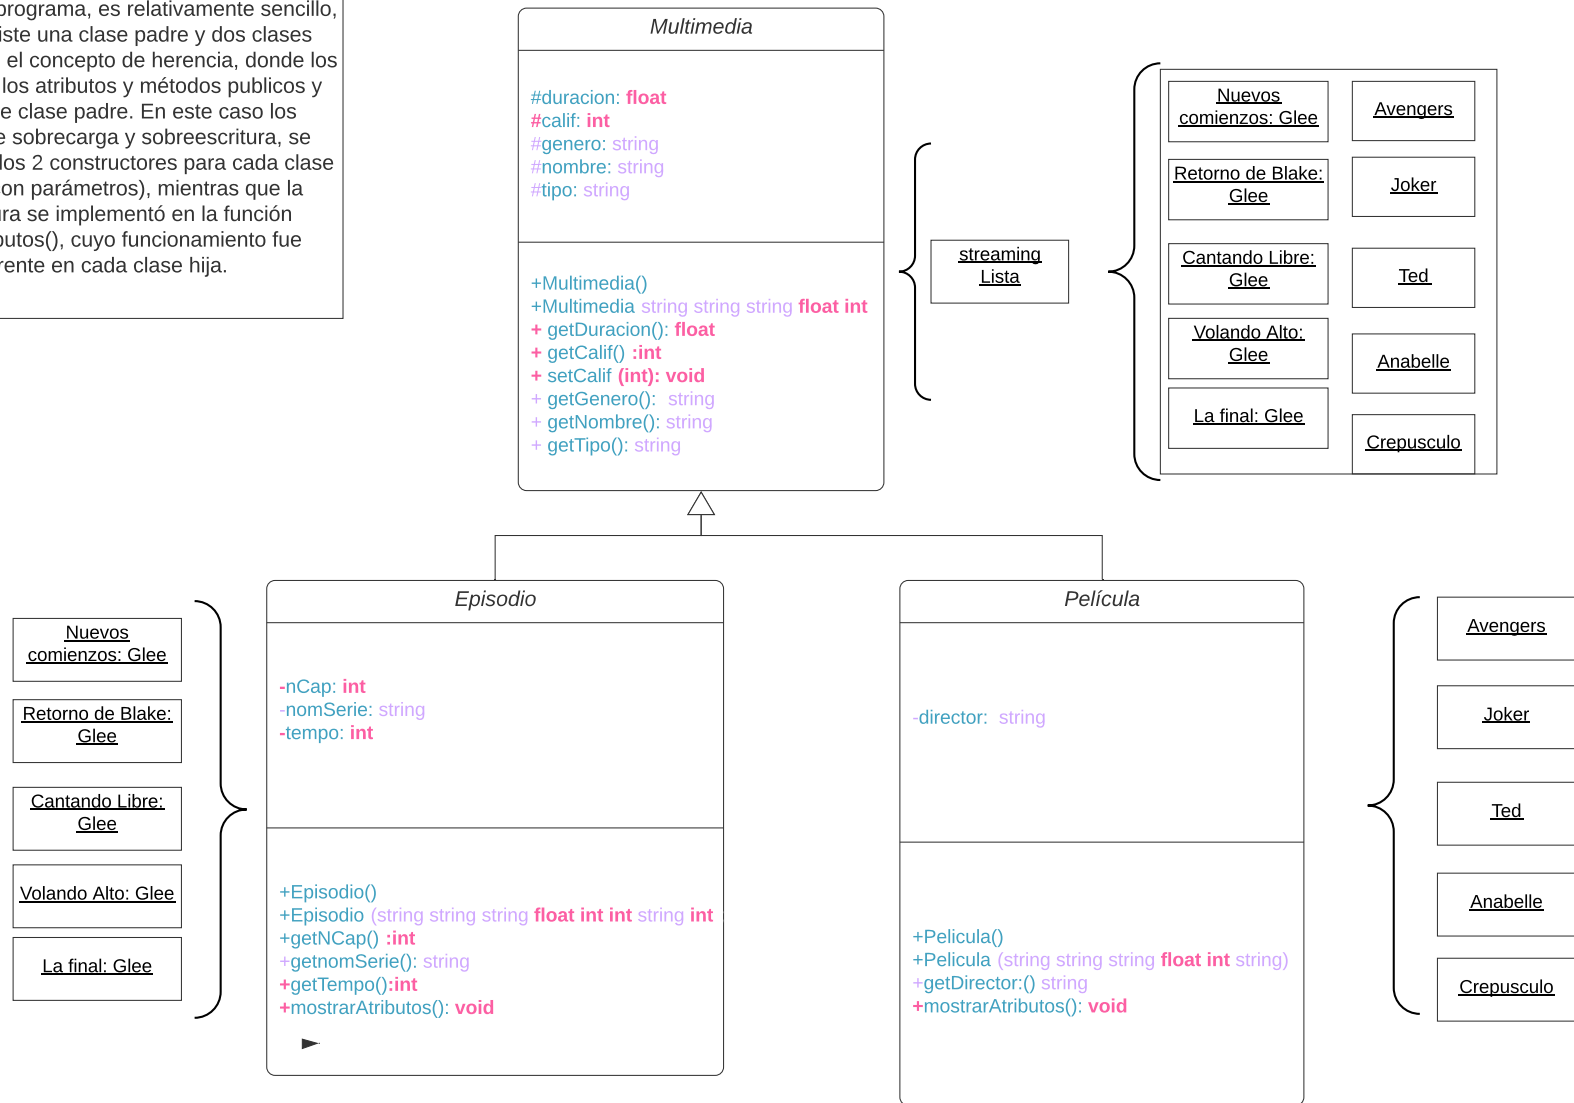 programa, es relativamente sencillo,
iste una clase padre y dos clases
el concepto de herencia, donde los
los atributos y métodos publicos y
e clase padre. En este caso los
e sobrecarga y sobreescritura, se
los 2 constructores para cada clase
on parámetros), mientras que la
ura se implementó en la función
butos(), cuyo funcionamiento fue
rente en cada clase hija.
Multimedia
#duracion: float
#calif: int
#genero: string
#nombre: string
#tipo: string
+Multimedia()
+Multimedia string string string float int
+ getDuracion(): float
+ getCalif() :int
+ setCalif (int): void
+ getGenero():  string
+ getNombre(): string
+ getTipo(): string
streaming
Lista
Nuevos
comienzos: Glee
Retorno de Blake:
Glee
Cantando Libre:
Glee
Volando Alto:
Glee
La final: Glee
Avengers
Joker
Ted
Anabelle
Crepusculo
Nuevos
comienzos: Glee
Retorno de Blake:
Glee
Cantando Libre:
Glee
Volando Alto: Glee
La final: Glee
Episodio
-nCap: int
-nomSerie: string
-tempo: int
+Episodio()
+Episodio (string string string float int int string int
+getNCap() :int
+getnomSerie(): string
+getTempo():int
+mostrarAtributos(): void
Película
-director:  string
+Pelicula()
+Pelicula (string string string float int string)
+getDirector:() string
+mostrarAtributos(): void
Avengers
Joker
Ted
Anabelle
Crepusculo